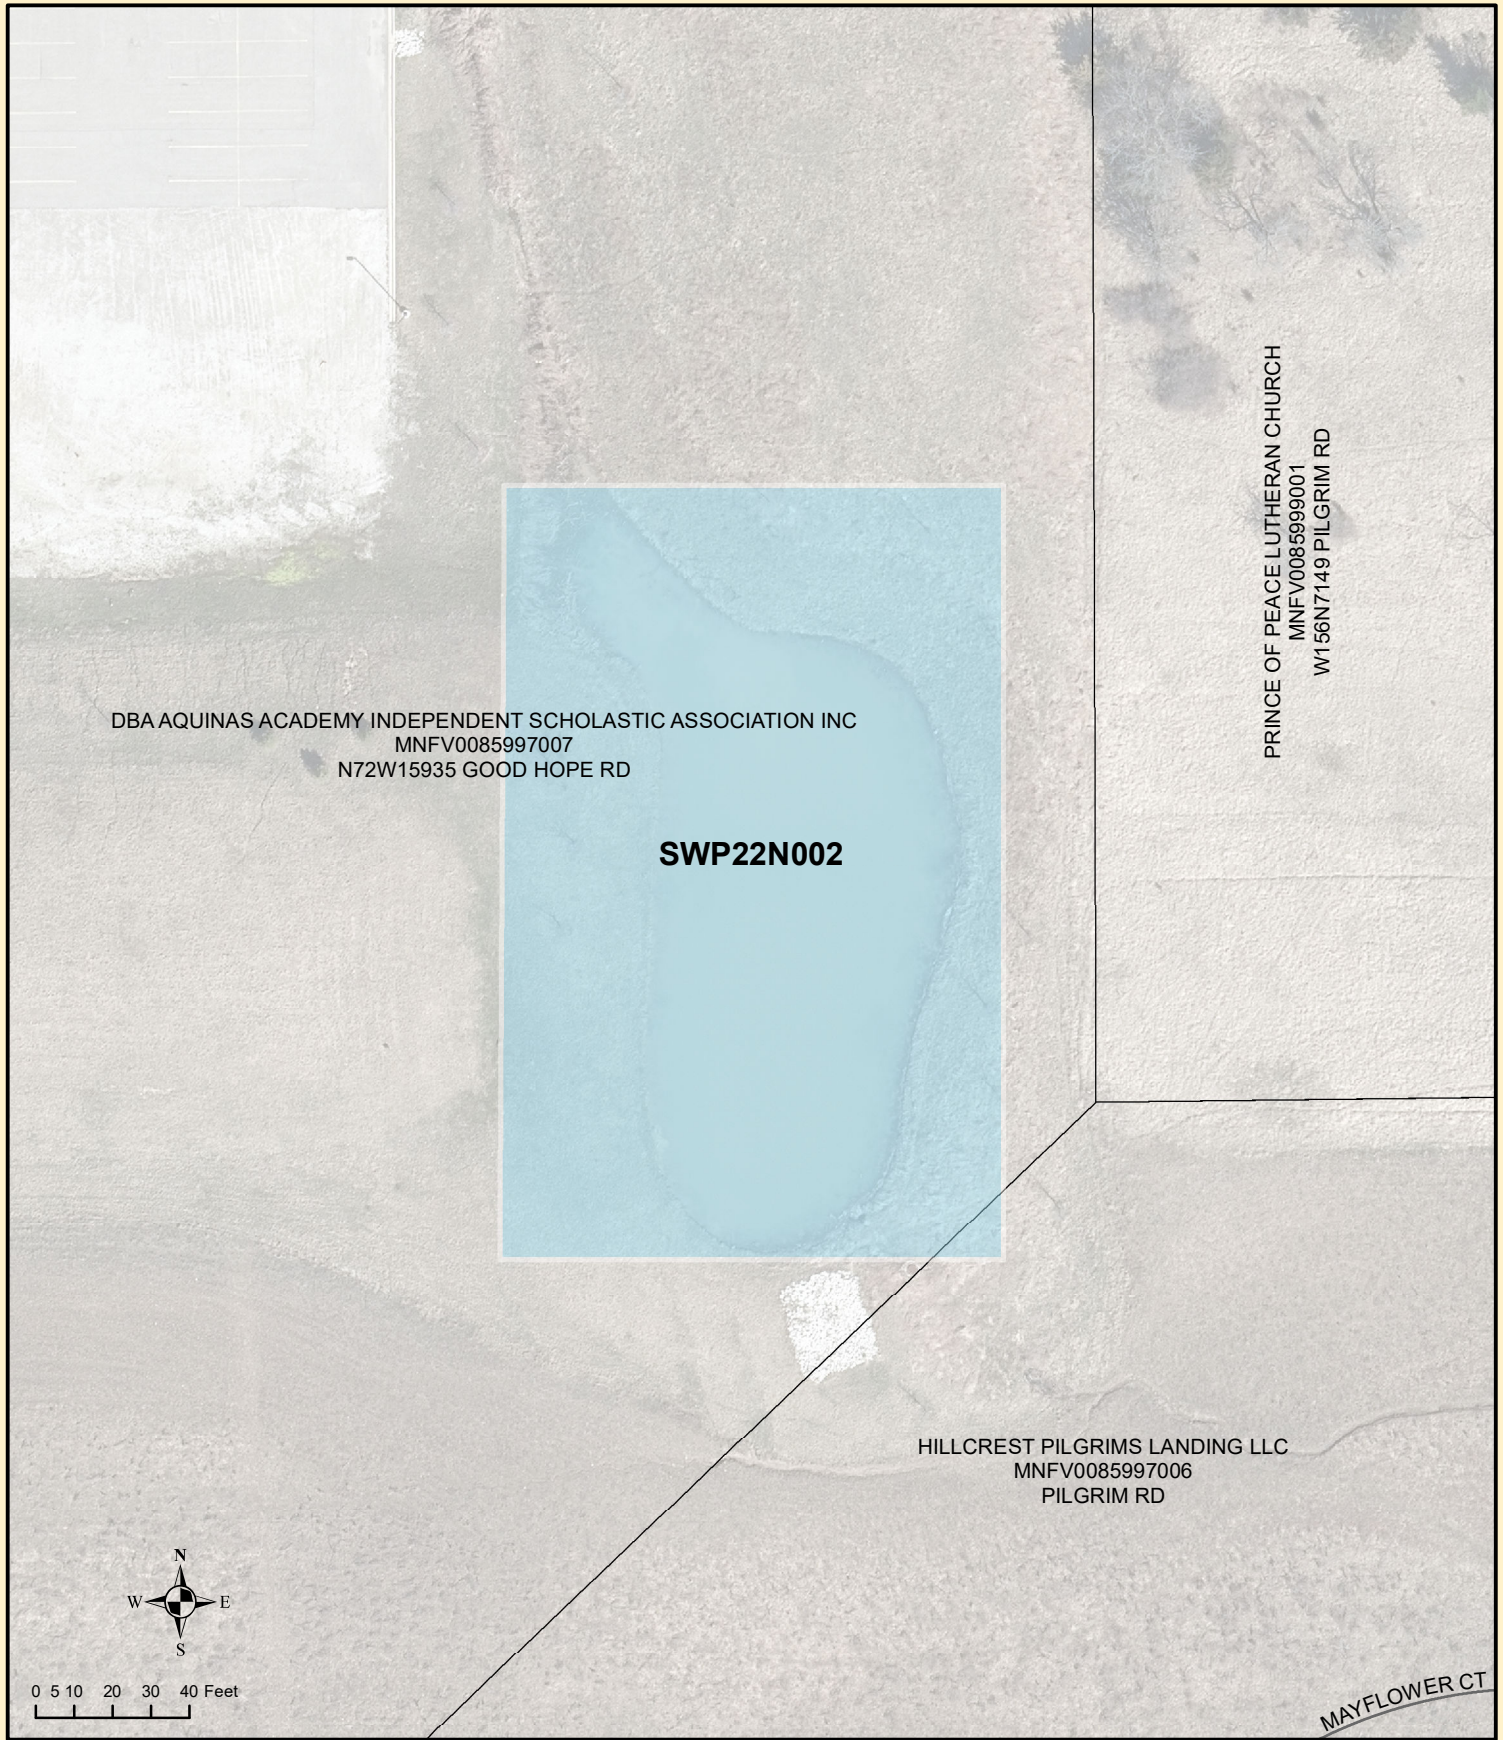 PRINCE OF PEACE LUTHERAN CHURCH
MNFV0085999001
W156N7149 PILGRIM RD
DBA AQUINAS ACADEMY INDEPENDENT SCHOLASTIC ASSOCIATION INC
MNFV0085997007
N72W15935 GOOD HOPE RD
SWP22N002
HILLCREST PILGRIMS LANDING LLC
MNFV0085997006
PILGRIM RD
N
W E
S
0 5 10 20 30 40 Feet
MAYFLOWER CT